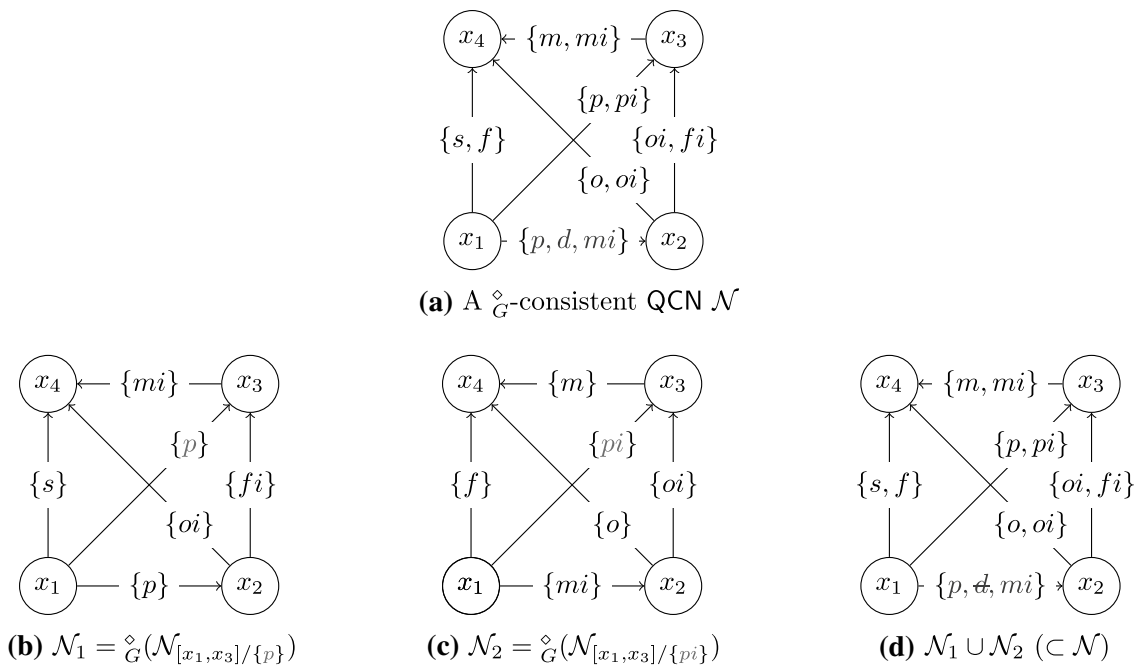 x₄ {m, mi} x₃
{p, pi}
{s, f} {oi, fi}
{o, oi}
x₁ {p, d, mi} x₂
(a) A ⋄G-consistent QCN 𝒩
x₄ {mi} x₃
{p}
{s} {fi}
{oi}
x₁ {p} x₂
(b) 𝒩₁ = ⋄G(𝒩[x₁,x₃]/{p})
x₄ {m} x₃
{pi}
{f} {oi}
{o}
x₁ {mi} x₂
(c) 𝒩₂ = ⋄G(𝒩[x₁,x₃]/{pi})
x₄ {m, mi} x₃
{p, pi}
{s, f} {oi, fi}
{o, oi}
x₁ {p, d, mi} x₂
(d) 𝒩₁ ∪ 𝒩₂ (⊂ 𝒩)